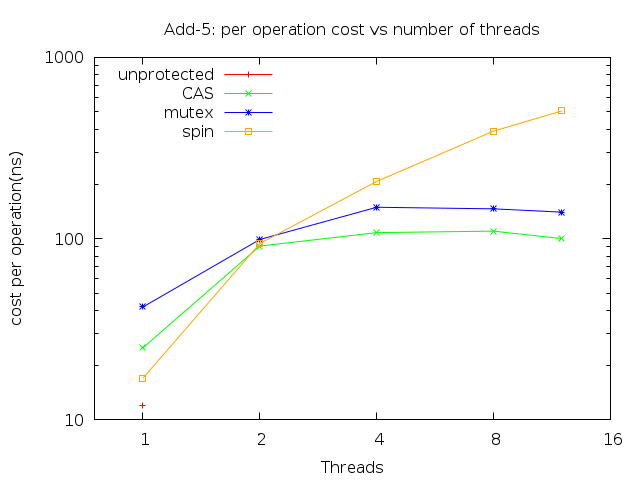 Add-5: per operation cost vs number of threads
1000
unprotected
CAS
mutex
spin
cost per operation(ns)
100
10
1 2 4 8 16
Threads